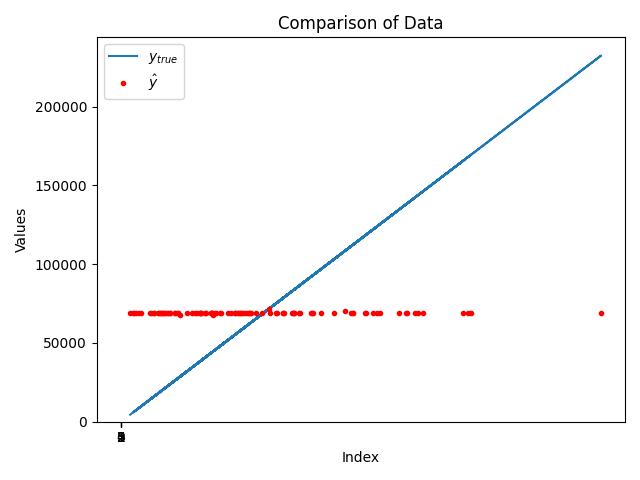 Comparison of Data
y_true
ŷ
200000
150000
100000
50000
0
Values
Index